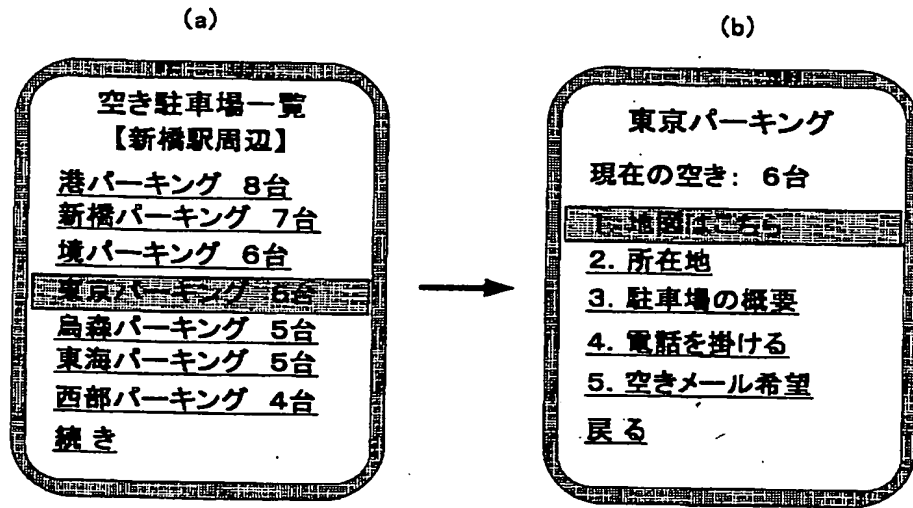 (a)
空き駐車場一覧
【新橋駅周辺】
港パーキング 8台
新橋パーキング 7台
境パーキング 6台
東京パーキング 6台
烏森パーキング 5台
東海パーキング 5台
西部パーキング 4台
続き
(b)
東京パーキング
現在の空き: 6台
1. 地図はこちら
2. 所在地
3. 駐車場の概要
4. 電話を掛ける
5. 空きメール希望
戻る